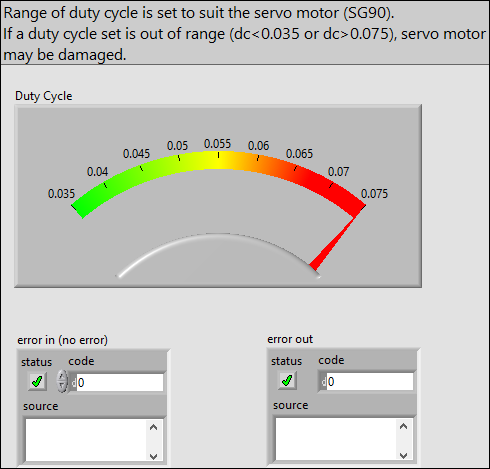 Range of duty cycle is set to suit the servo motor (SG90).
If a duty cycle set is out of range (dc<0.035 or dc>0.075), servo motor
may be damaged.
Duty Cycle
0.035
0.04
0.045
0.05
0.055
0.06
0.065
0.07
0.075
error in (no error)
status code
0
source
error out
status code
0
source